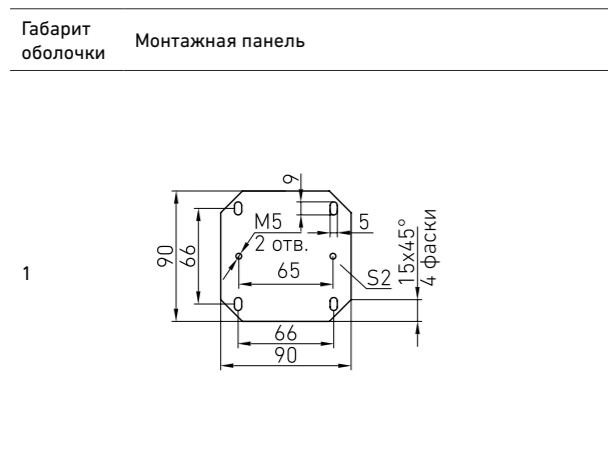 Габарит
оболочки
Монтажная панель
1
9
M5
2 отв.
5
90
66
65
S2
15x45°
4 фаски
66
90